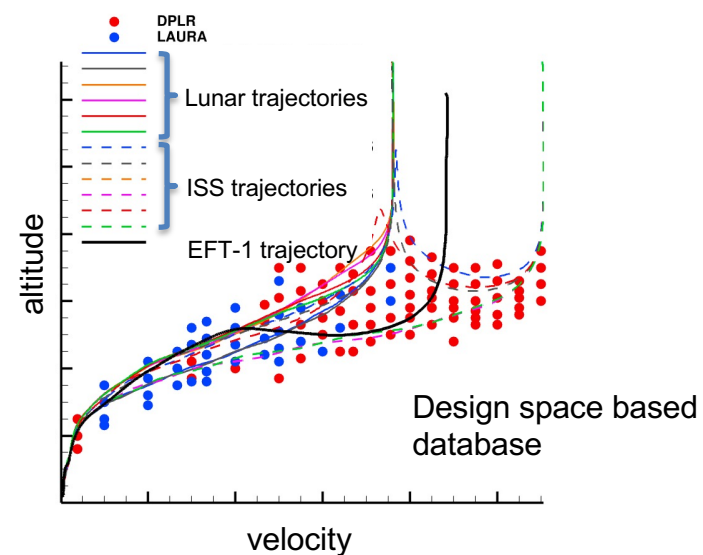 DPLR
LAURA
Lunar trajectories
ISS trajectories
EFT-1 trajectory
altitude
Design space based
database
velocity